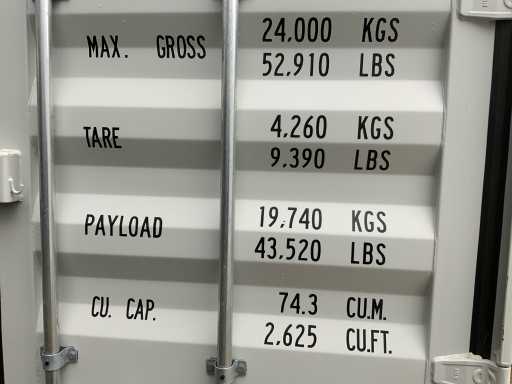 MAX. GROSS 24,000 KGS
52,910 LBS
TARE 4,260 KGS
9,390 LBS
PAYLOAD 19,740 KGS
43,520 LBS
CU. CAP. 74.3 CU.M.
2,625 CU.FT.